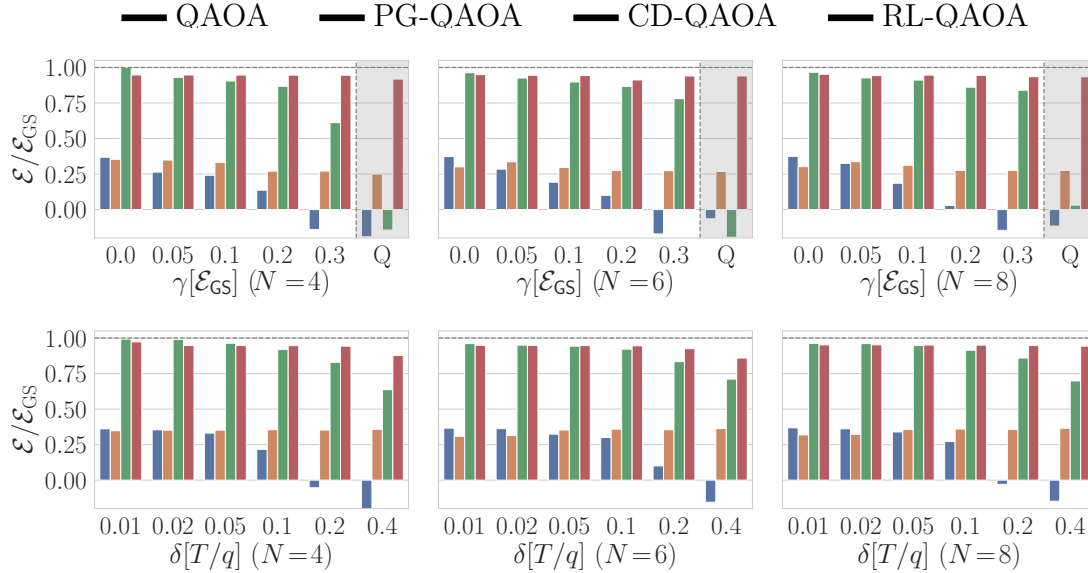 QAOA PG-QAOA CD-QAOA RL-QAOA
1.00
0.75
0.50
0.25
0.00
ℰ/ℰ_GS
0.0 0.05 0.1 0.2 0.3 Q
γ[ℰ_GS] (N = 4)
0.0 0.05 0.1 0.2 0.3 Q
γ[ℰ_GS] (N = 6)
0.0 0.05 0.1 0.2 0.3 Q
γ[ℰ_GS] (N = 8)
1.00
0.75
0.50
0.25
0.00
ℰ/ℰ_GS
0.01 0.02 0.05 0.1 0.2 0.4
δ[T/q] (N = 4)
0.01 0.02 0.05 0.1 0.2 0.4
δ[T/q] (N = 6)
0.01 0.02 0.05 0.1 0.2 0.4
δ[T/q] (N = 8)